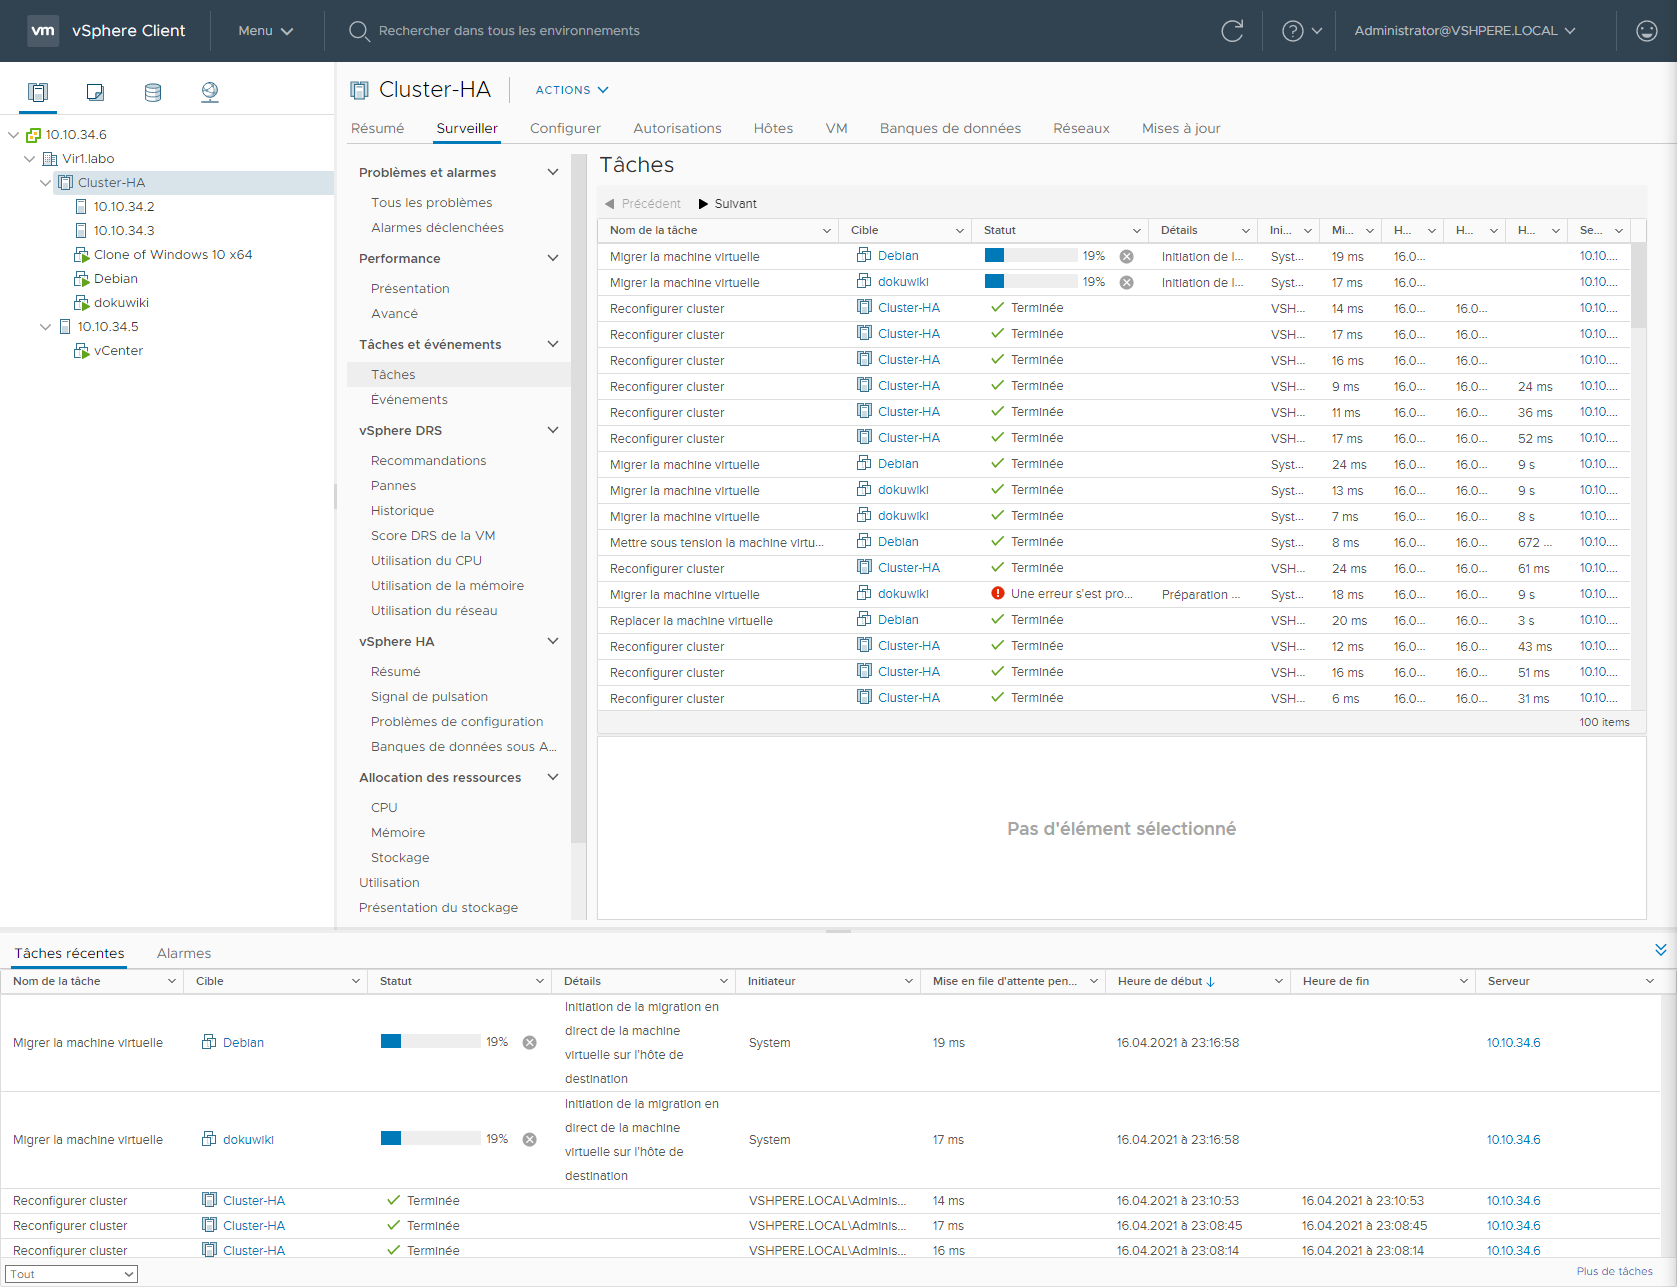 vm vSphere Client Menu Rechercher dans tous les environnements Administrator@VSHPERE.LOCAL
10.10.34.6
Vir1.labo
Cluster-HA
10.10.34.2
10.10.34.3
Clone of Windows 10 x64
Debian
dokuwiki
10.10.34.5
vCenter
Cluster-HA ACTIONS
Résumé Surveiller Configurer Autorisations Hôtes VM Banques de données Réseaux Mises à jour
Problèmes et alarmes
Tous les problèmes
Alarmes déclenchées
Performance
Présentation
Avancé
Tâches et événements
Tâches
Événements
vSphere DRS
Recommandations
Pannes
Historique
Score DRS de la VM
Utilisation du CPU
Utilisation de la mémoire
Utilisation du réseau
vSphere HA
Résumé
Signal de pulsation
Problèmes de configuration
Banques de données sous A...
Allocation des ressources
CPU
Mémoire
Stockage
Utilisation
Présentation du stockage
Tâches
Précédent Suivant
Nom de la tâche Cible Statut Détails Ini... Mi... H... H... H... Se...
Migrer la machine virtuelle Debian 19% Initiation de l... Syst... 19 ms 16.0... 10.10....
Migrer la machine virtuelle dokuwiki 19% Initiation de l... Syst... 17 ms 16.0... 10.10....
Reconfigurer cluster Cluster-HA Terminée VSH... 14 ms 16.0... 16.0... 10.10....
Reconfigurer cluster Cluster-HA Terminée VSH... 17 ms 16.0... 16.0... 10.10....
Reconfigurer cluster Cluster-HA Terminée VSH... 16 ms 16.0... 16.0... 10.10....
Reconfigurer cluster Cluster-HA Terminée VSH... 9 ms 16.0... 16.0... 24 ms 10.10....
Reconfigurer cluster Cluster-HA Terminée VSH... 11 ms 16.0... 16.0... 36 ms 10.10....
Reconfigurer cluster Cluster-HA Terminée VSH... 17 ms 16.0... 16.0... 52 ms 10.10....
Migrer la machine virtuelle Debian Terminée Syst... 24 ms 16.0... 16.0... 9 s 10.10....
Migrer la machine virtuelle dokuwiki Terminée Syst... 13 ms 16.0... 16.0... 9 s 10.10....
Migrer la machine virtuelle dokuwiki Terminée Syst... 7 ms 16.0... 16.0... 8 s 10.10....
Mettre sous tension la machine virtu... Debian Terminée Syst... 8 ms 16.0... 16.0... 672 ... 10.10....
Reconfigurer cluster Cluster-HA Terminée VSH... 24 ms 16.0... 16.0... 61 ms 10.10....
Migrer la machine virtuelle dokuwiki Une erreur s'est pro... Préparation ... Syst... 18 ms 16.0... 16.0... 9 s 10.10....
Replacer la machine virtuelle Debian Terminée VSH... 20 ms 16.0... 16.0... 3 s 10.10....
Reconfigurer cluster Cluster-HA Terminée VSH... 12 ms 16.0... 16.0... 43 ms 10.10....
Reconfigurer cluster Cluster-HA Terminée VSH... 16 ms 16.0... 16.0... 51 ms 10.10....
Reconfigurer cluster Cluster-HA Terminée VSH... 6 ms 16.0... 16.0... 31 ms 10.10....
100 items
Pas d'élément sélectionné
Tâches récentes Alarmes
Nom de la tâche Cible Statut Détails Initiateur Mise en file d'attente pen... Heure de début Heure de fin Serveur
Initiation de la migration en
direct de la machine
Migrer la machine virtuelle Debian 19% System 19 ms 16.04.2021 à 23:16:58 10.10.34.6
virtuelle sur l'hôte de
destination
Initiation de la migration en
direct de la machine
Migrer la machine virtuelle dokuwiki 19% System 17 ms 16.04.2021 à 23:16:58 10.10.34.6
virtuelle sur l'hôte de
destination
Reconfigurer cluster Cluster-HA Terminée VSHPERE.LOCAL\Adminis... 14 ms 16.04.2021 à 23:10:53 16.04.2021 à 23:10:53 10.10.34.6
Reconfigurer cluster Cluster-HA Terminée VSHPERE.LOCAL\Adminis... 17 ms 16.04.2021 à 23:08:45 16.04.2021 à 23:08:45 10.10.34.6
Reconfigurer cluster Cluster-HA Terminée VSHPERE.LOCAL\Adminis... 16 ms 16.04.2021 à 23:08:14 16.04.2021 à 23:08:14 10.10.34.6
Tout Plus de tâches